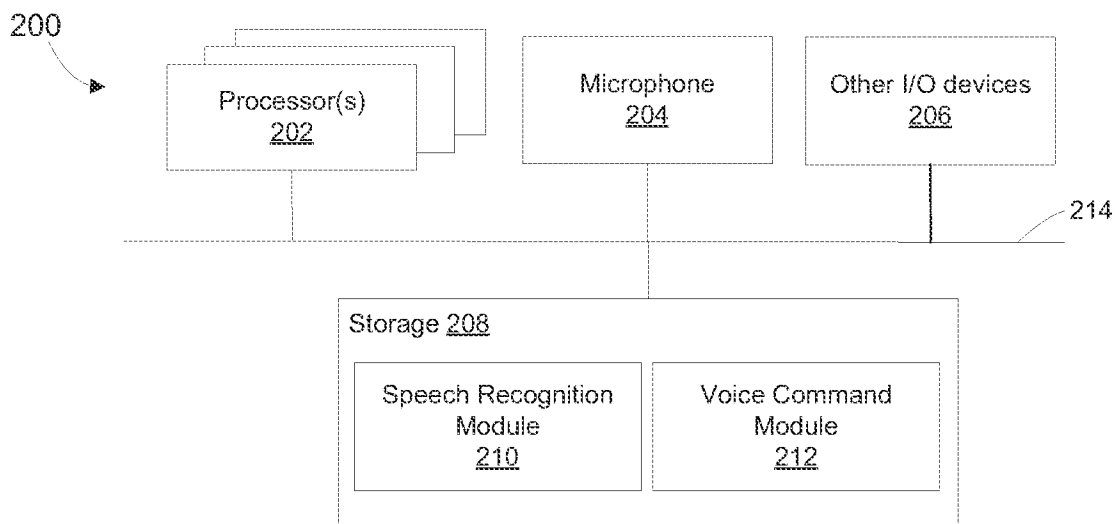 200
Processor(s)
202
Microphone
204
Other I/O devices
206
214
Storage 208
Speech Recognition
Module
210
Voice Command
Module
212